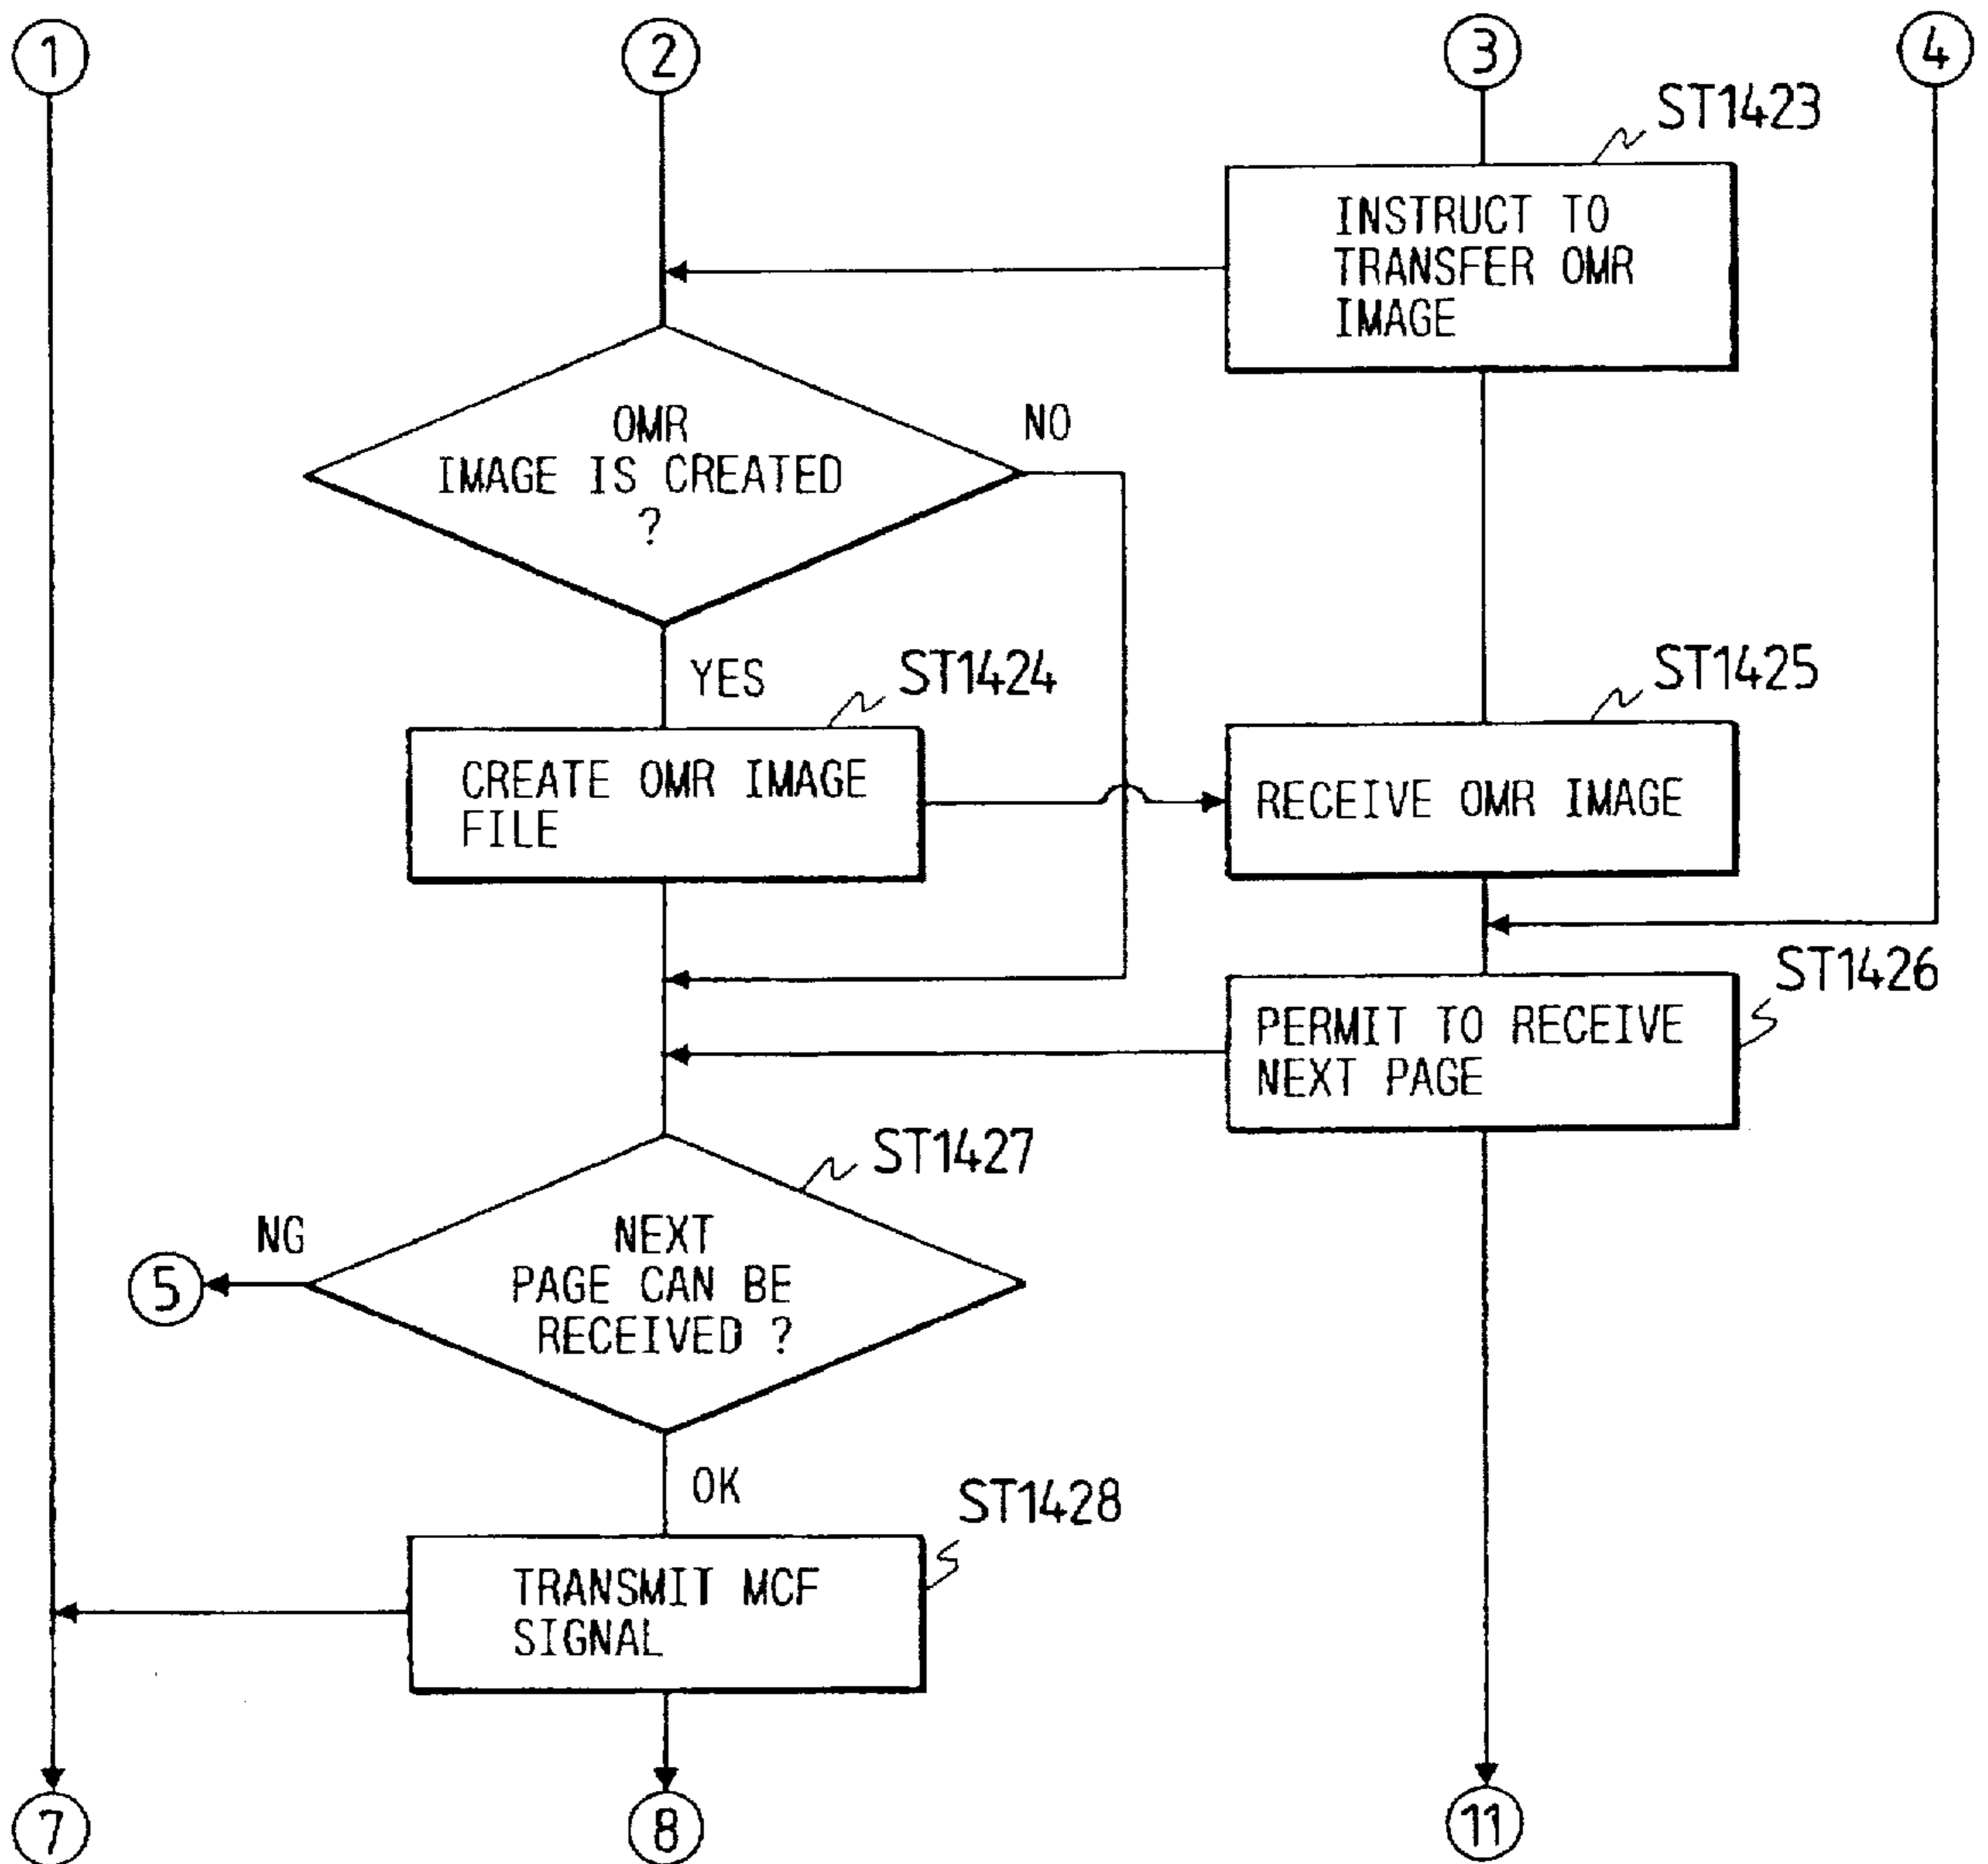 1
2
3
4
ST1423
INSTRUCT TO
TRANSFER OMR
IMAGE
OMR
IMAGE IS CREATED
?
NO
YES
ST1424
CREATE OMR IMAGE
FILE
ST1425
RECEIVE OMR IMAGE
ST1426
PERMIT TO RECEIVE
NEXT PAGE
ST1427
NEXT
PAGE CAN BE
RECEIVED ?
NG
5
OK
ST1428
TRANSMIT MCF
SIGNAL
7
8
11